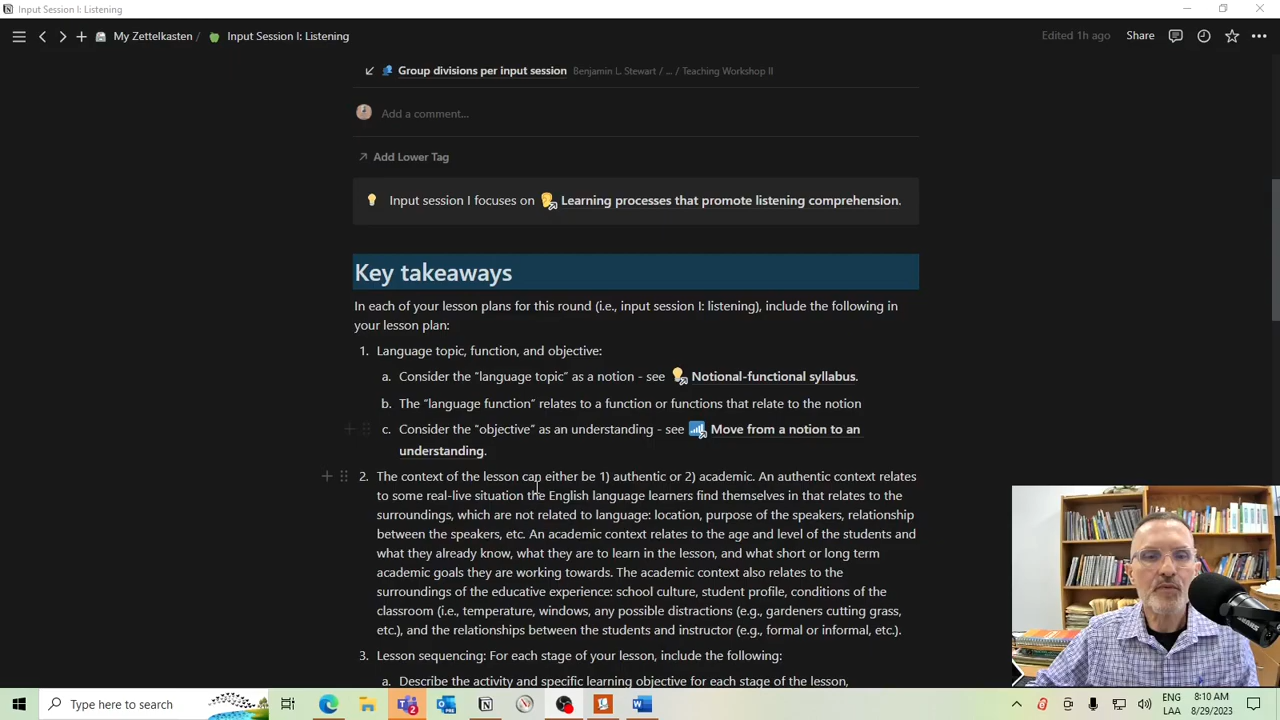 Input Session I: Listening
My Zettelkasten / Input Session I: Listening
Edited 1h ago Share
Group divisions per input session Benjamin L. Stewart / ... / Teaching Workshop II
Add a comment...
Add Lower Tag
Input session I focuses on Learning processes that promote listening comprehension.
Key takeaways
In each of your lesson plans for this round (i.e., input session I: listening), include the following in
your lesson plan:
1. Language topic, function, and objective:
a. Consider the “language topic” as a notion - see Notional-functional syllabus.
b. The “language function” relates to a function or functions that relate to the notion
c. Consider the “objective” as an understanding - see Move from a notion to an
understanding.
2. The context of the lesson can either be 1) authentic or 2) academic. An authentic context relates
to some real-live situation the English language learners find themselves in that relates to the
surroundings, which are not related to language: location, purpose of the speakers, relationship
between the speakers, etc. An academic context relates to the age and level of the students and
what they already know, what they are to learn in the lesson, and what short or long term
academic goals they are working towards. The academic context also relates to the
surroundings of the educative experience: school culture, student profile, conditions of the
classroom (i.e., temperature, windows, any possible distractions (e.g., gardeners cutting grass,
etc.), and the relationships between the students and instructor (e.g., formal or informal, etc.).
3. Lesson sequencing: For each stage of your lesson, include the following:
a. Describe the activity and specific learning objective for each stage of the lesson,
Type here to search
ENG
LAA
8:10 AM
8/29/2023